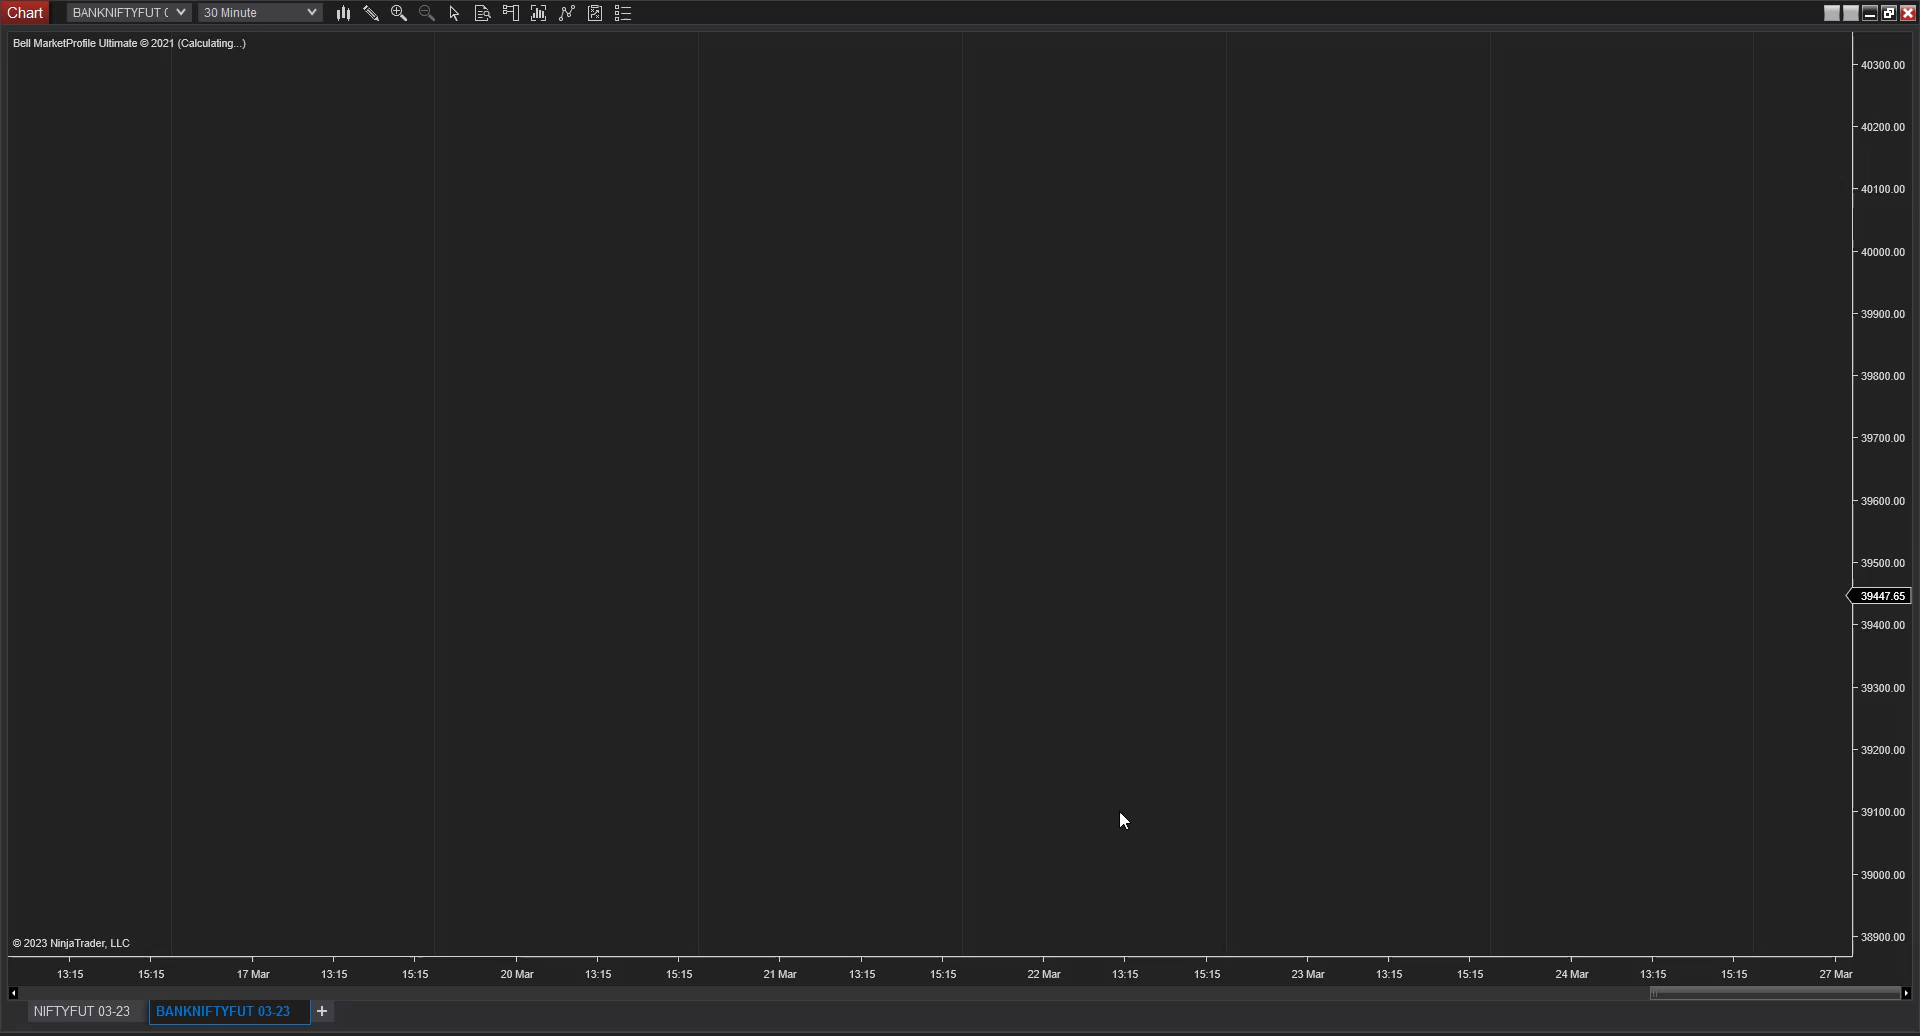 Chart
BANKNIFTYFUT (
30 Minute
Bell MarketProfile Ultimate © 2021 (Calculating...)
40300.00
40200.00
40100.00
40000.00
39900.00
39800.00
39700.00
39600.00
39500.00
39447.65
39400.00
39300.00
39200.00
39100.00
39000.00
38900.00
© 2023 NinjaTrader, LLC
13:15 15:15 17 Mar 13:15 15:15 20 Mar 13:15 15:15 21 Mar 13:15 15:15 22 Mar 13:15 15:15 23 Mar 13:15 15:15 24 Mar 13:15 15:15 27 Mar
NIFTYFUT 03-23
BANKNIFTYFUT 03-23
+